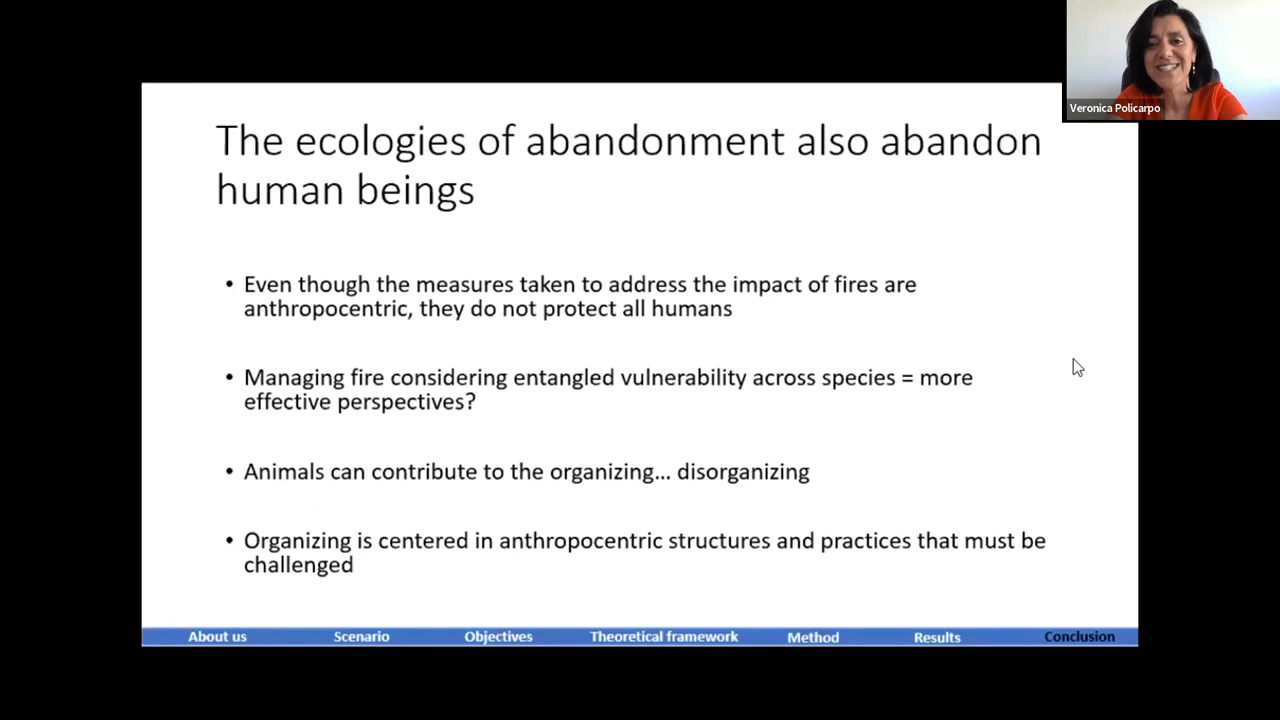 Veronica Policarpo
The ecologies of abandonment also abandon
human beings
• Even though the measures taken to address the impact of fires are
anthropocentric, they do not protect all humans
• Managing fire considering entangled vulnerability across species = more
effective perspectives?
• Animals can contribute to the organizing... disorganizing
• Organizing is centered in anthropocentric structures and practices that must be
challenged
About us Scenario Objectives Theoretical framework Method Results Conclusion